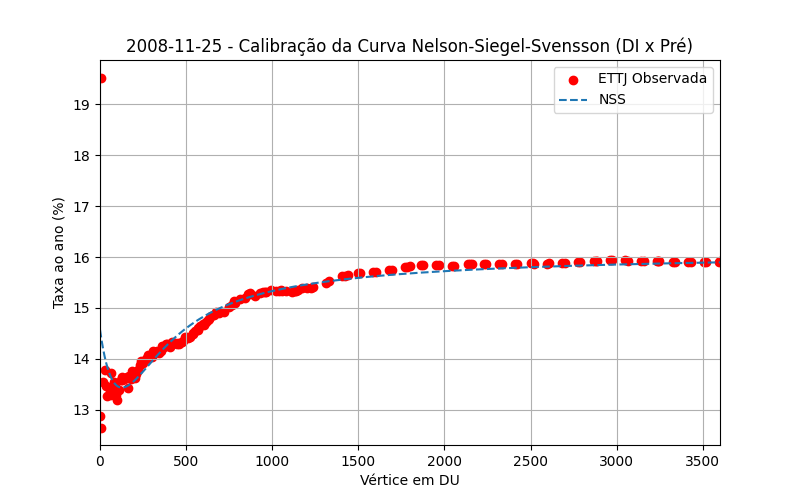 2008-11-25 - Calibração da Curva Nelson-Siegel-Svensson (DI x Pré)
ETTJ Observada
NSS
Taxa ao ano (%)
19
18
17
16
15
14
13
0 500 1000 1500 2000 2500 3000 3500
Vértice em DU